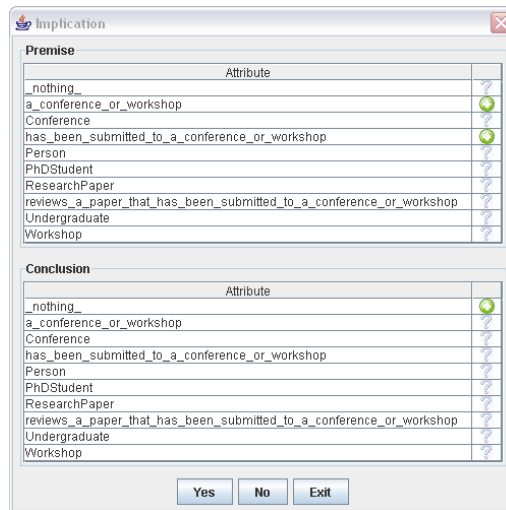 Implication
Premise
Attribute
_nothing_
a_conference_or_workshop
Conference
has_been_submitted_to_a_conference_or_workshop
Person
PhDStudent
ResearchPaper
reviews_a_paper_that_has_been_submitted_to_a_conference_or_workshop
Undergraduate
Workshop
Conclusion
Attribute
_nothing_
a_conference_or_workshop
Conference
has_been_submitted_to_a_conference_or_workshop
Person
PhDStudent
ResearchPaper
reviews_a_paper_that_has_been_submitted_to_a_conference_or_workshop
Undergraduate
Workshop
Yes No Exit